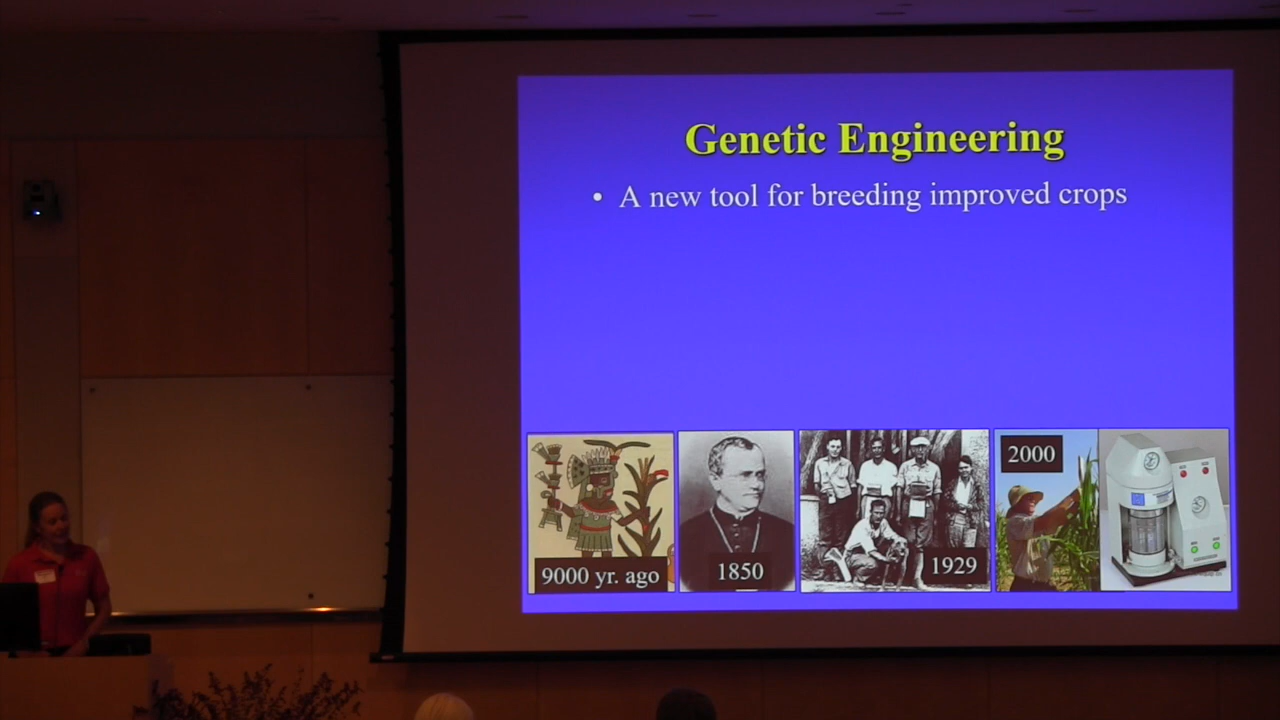 Genetic Engineering
• A new tool for breeding improved crops
9000 yr. ago
1850
1929
2000